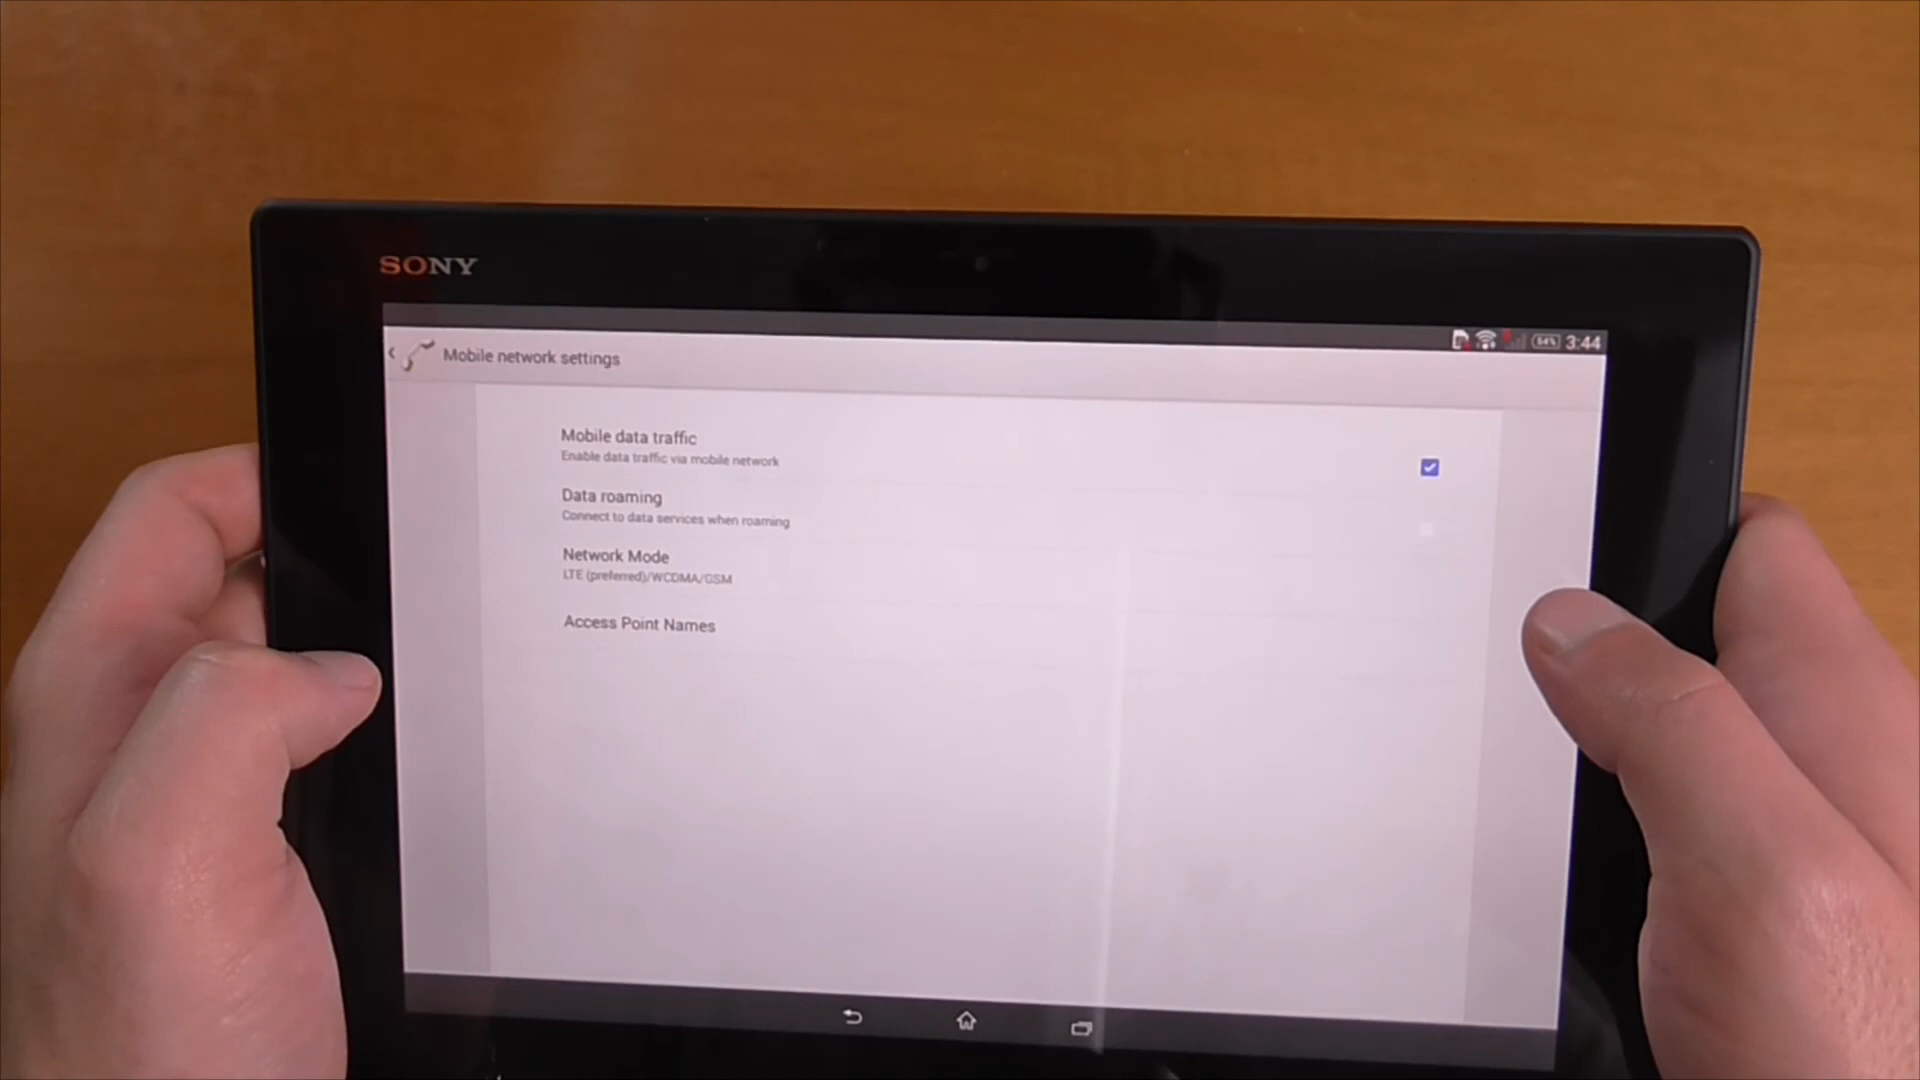 SONY
84% 3:44
Mobile network settings
Mobile data traffic
Enable data traffic via mobile network
Data roaming
Connect to data services when roaming
Network Mode
LTE (preferred)/WCDMA/GSM
Access Point Names